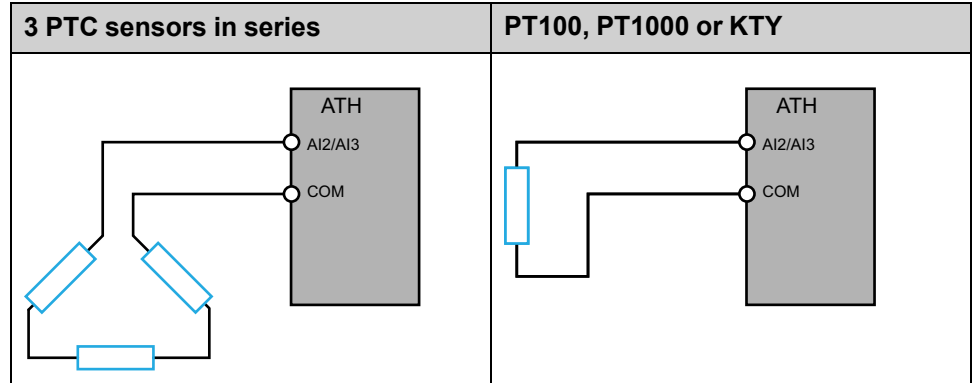 3 PTC sensors in series
PT100, PT1000 or KTY
ATH
AI2/AI3
COM
ATH
AI2/AI3
COM